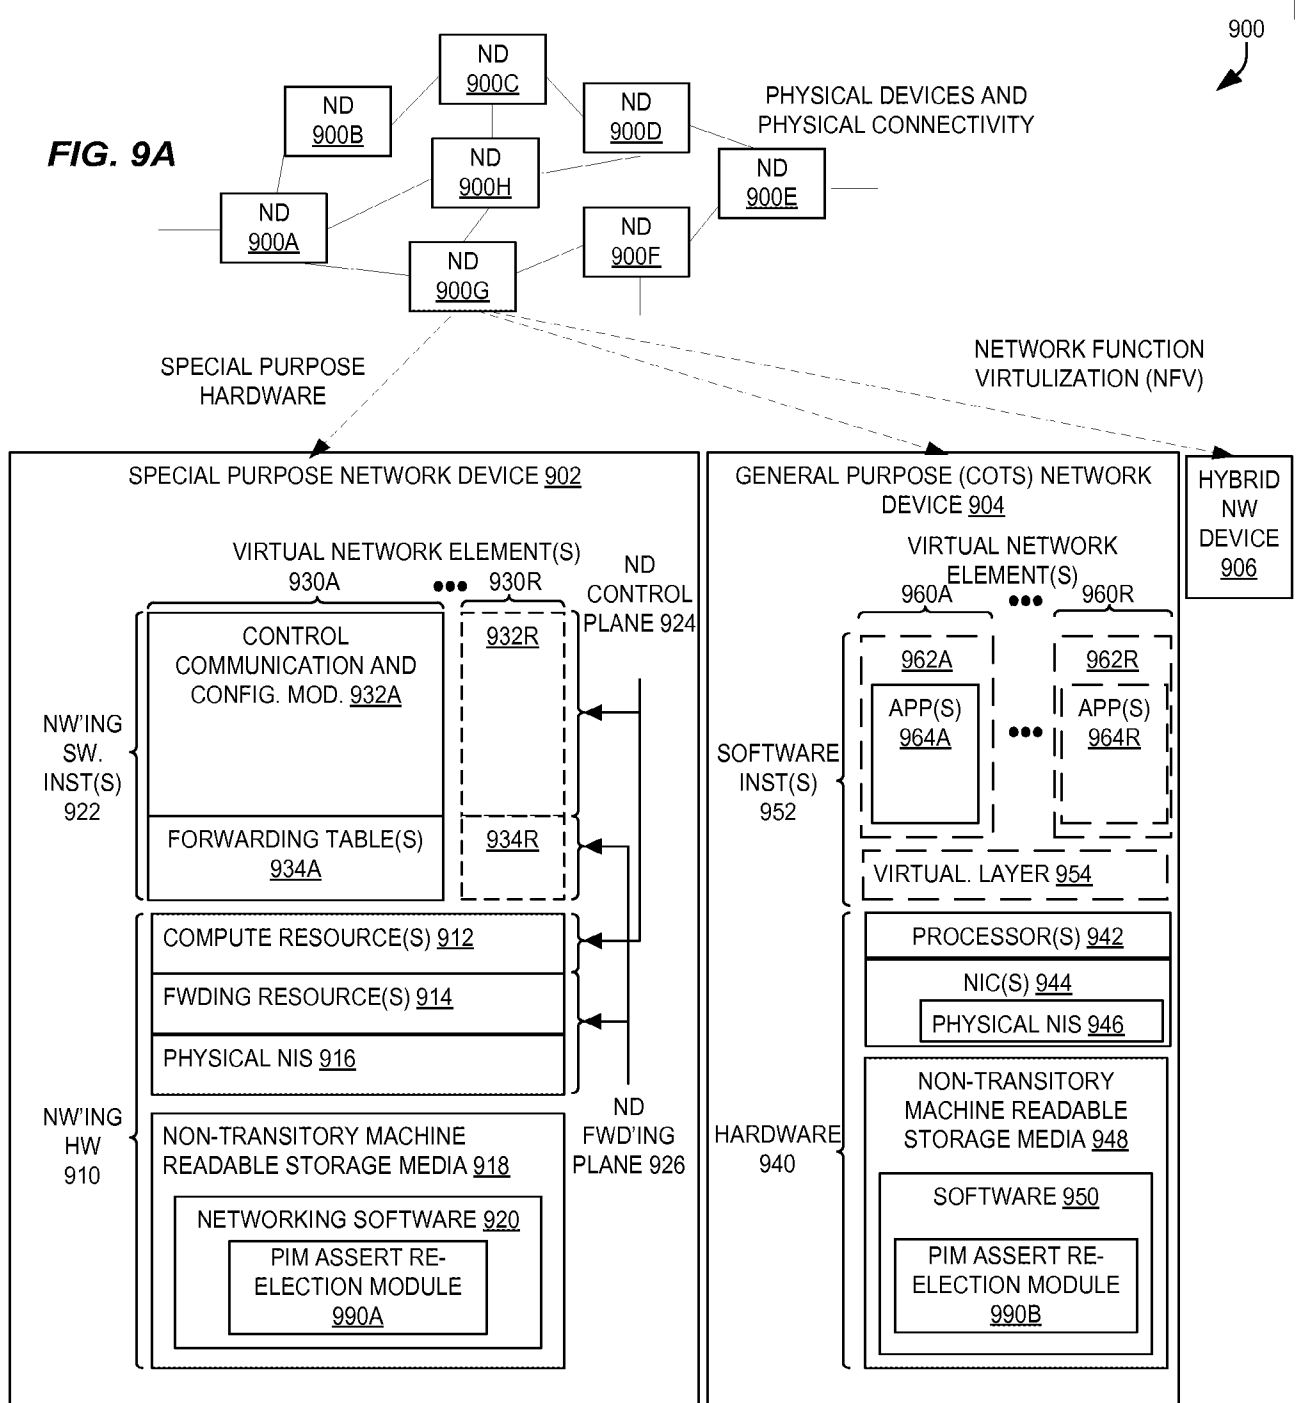 900
ND
900C
ND
900B
ND
900D
PHYSICAL DEVICES AND
PHYSICAL CONNECTIVITY
FIG. 9A
ND
900H
ND
900E
ND
900A
ND
900F
ND
900G
SPECIAL PURPOSE
HARDWARE
NETWORK FUNCTION
VIRTULIZATION (NFV)
SPECIAL PURPOSE NETWORK DEVICE 902
VIRTUAL NETWORK ELEMENT(S)
930A
930R
ND
CONTROL
PLANE 924
CONTROL
COMMUNICATION AND
CONFIG. MOD. 932A
932R
NW'ING
SW.
INST(S)
922
FORWARDING TABLE(S)
934A
934R
COMPUTE RESOURCE(S) 912
FWDING RESOURCE(S) 914
PHYSICAL NIS 916
NW'ING
HW
910
ND
FWD'ING
PLANE 926
NON-TRANSITORY MACHINE
READABLE STORAGE MEDIA 918
NETWORKING SOFTWARE 920
PIM ASSERT RE-
ELECTION MODULE
990A
GENERAL PURPOSE (COTS) NETWORK
DEVICE 904
VIRTUAL NETWORK
ELEMENT(S)
960A
960R
962A
962R
APP(S)
964A
APP(S)
964R
SOFTWARE
INST(S)
952
VIRTUAL. LAYER 954
PROCESSOR(S) 942
NIC(S) 944
PHYSICAL NIS 946
HARDWARE
940
NON-TRANSITORY
MACHINE READABLE
STORAGE MEDIA 948
SOFTWARE 950
PIM ASSERT RE-
ELECTION MODULE
990B
HYBRID
NW
DEVICE
906